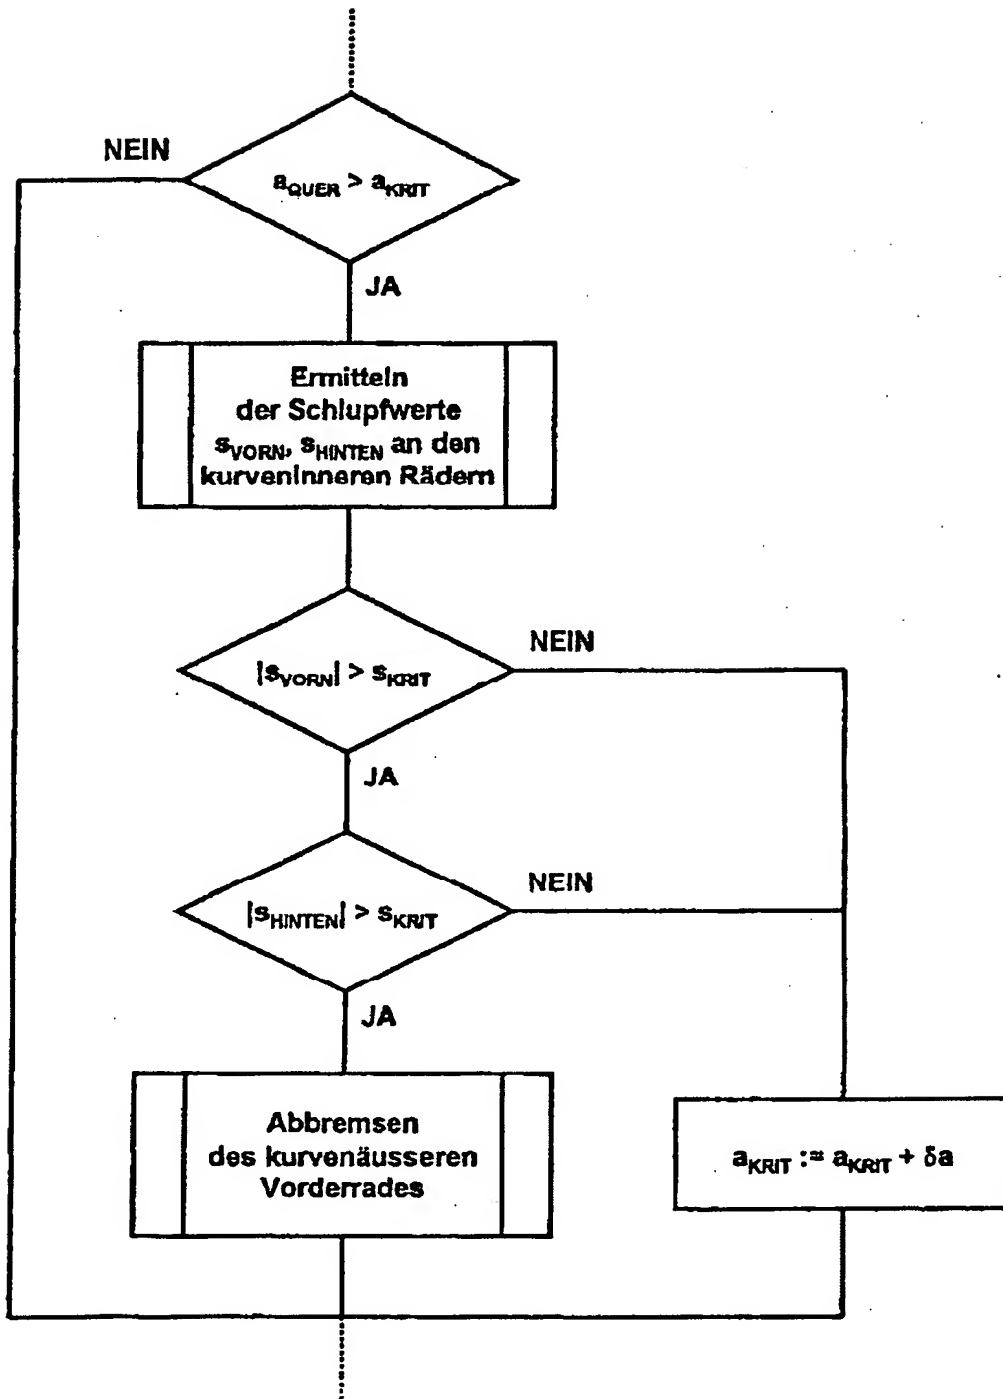 NEIN
a_QUER > a_KRIT
JA
Ermitteln
der Schlupfwerte
s_VORN, s_HINTEN an den
kurveninneren Rädern
|s_VORN| > s_KRIT
NEIN
JA
|s_HINTEN| > s_KRIT
NEIN
JA
Abbremsen
des kurvenäusseren
Vorderrades
a_KRIT := a_KRIT + δa